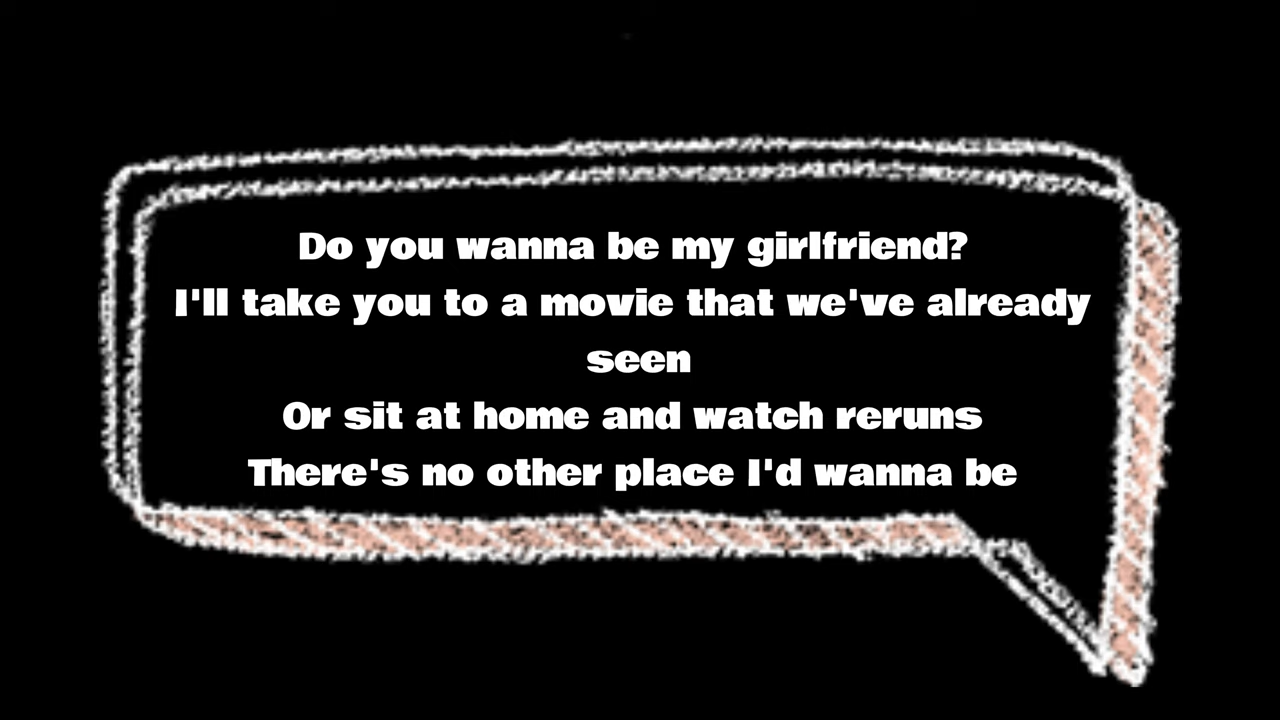 Do you wanna be my girlfriend?
I'll take you to a movie that we've already
seen
Or sit at home and watch reruns
There's no other place I'd wanna be